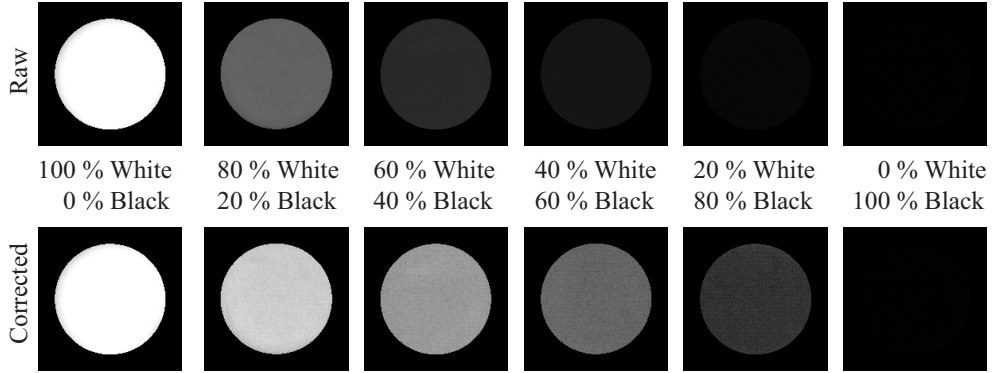 Raw
100 % White 80 % White 60 % White 40 % White 20 % White 0 % White
0 % Black 20 % Black 40 % Black 60 % Black 80 % Black 100 % Black
Corrected